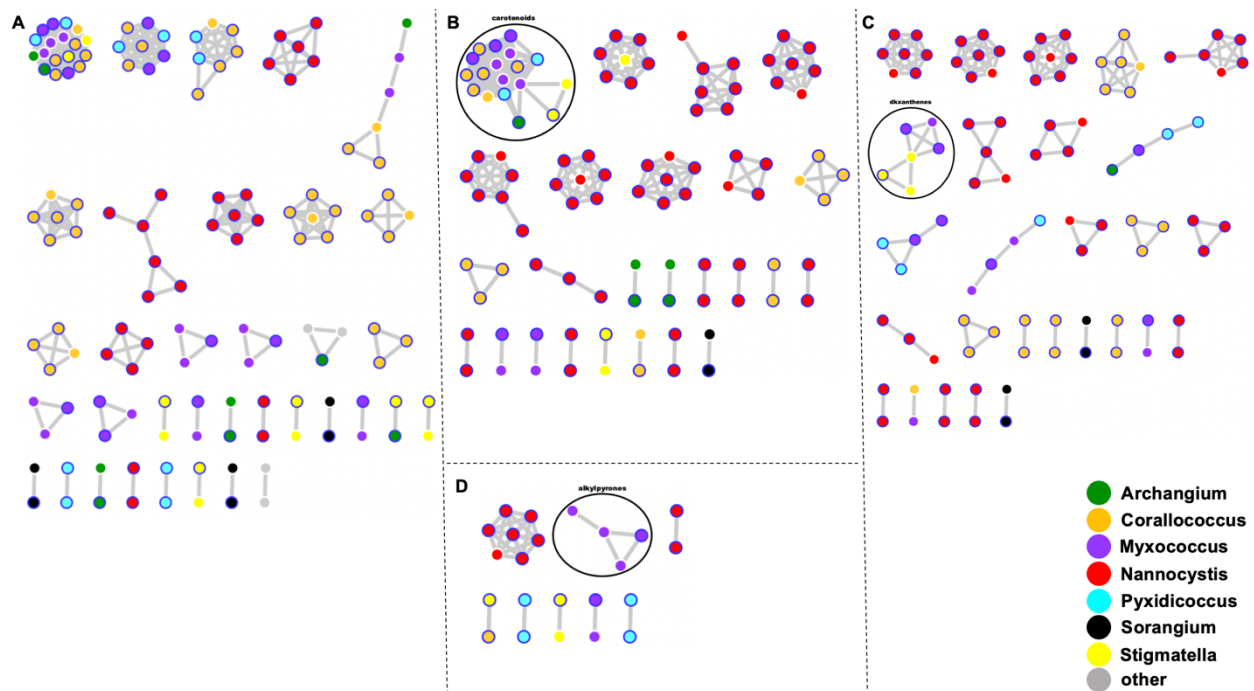 A
B
carotenoids
C
dkxanthenes
D
alkylpyrones
Archangium
Corallococcus
Myxococcus
Nannocystis
Pyxidicoccus
Sorangium
Stigmatella
other